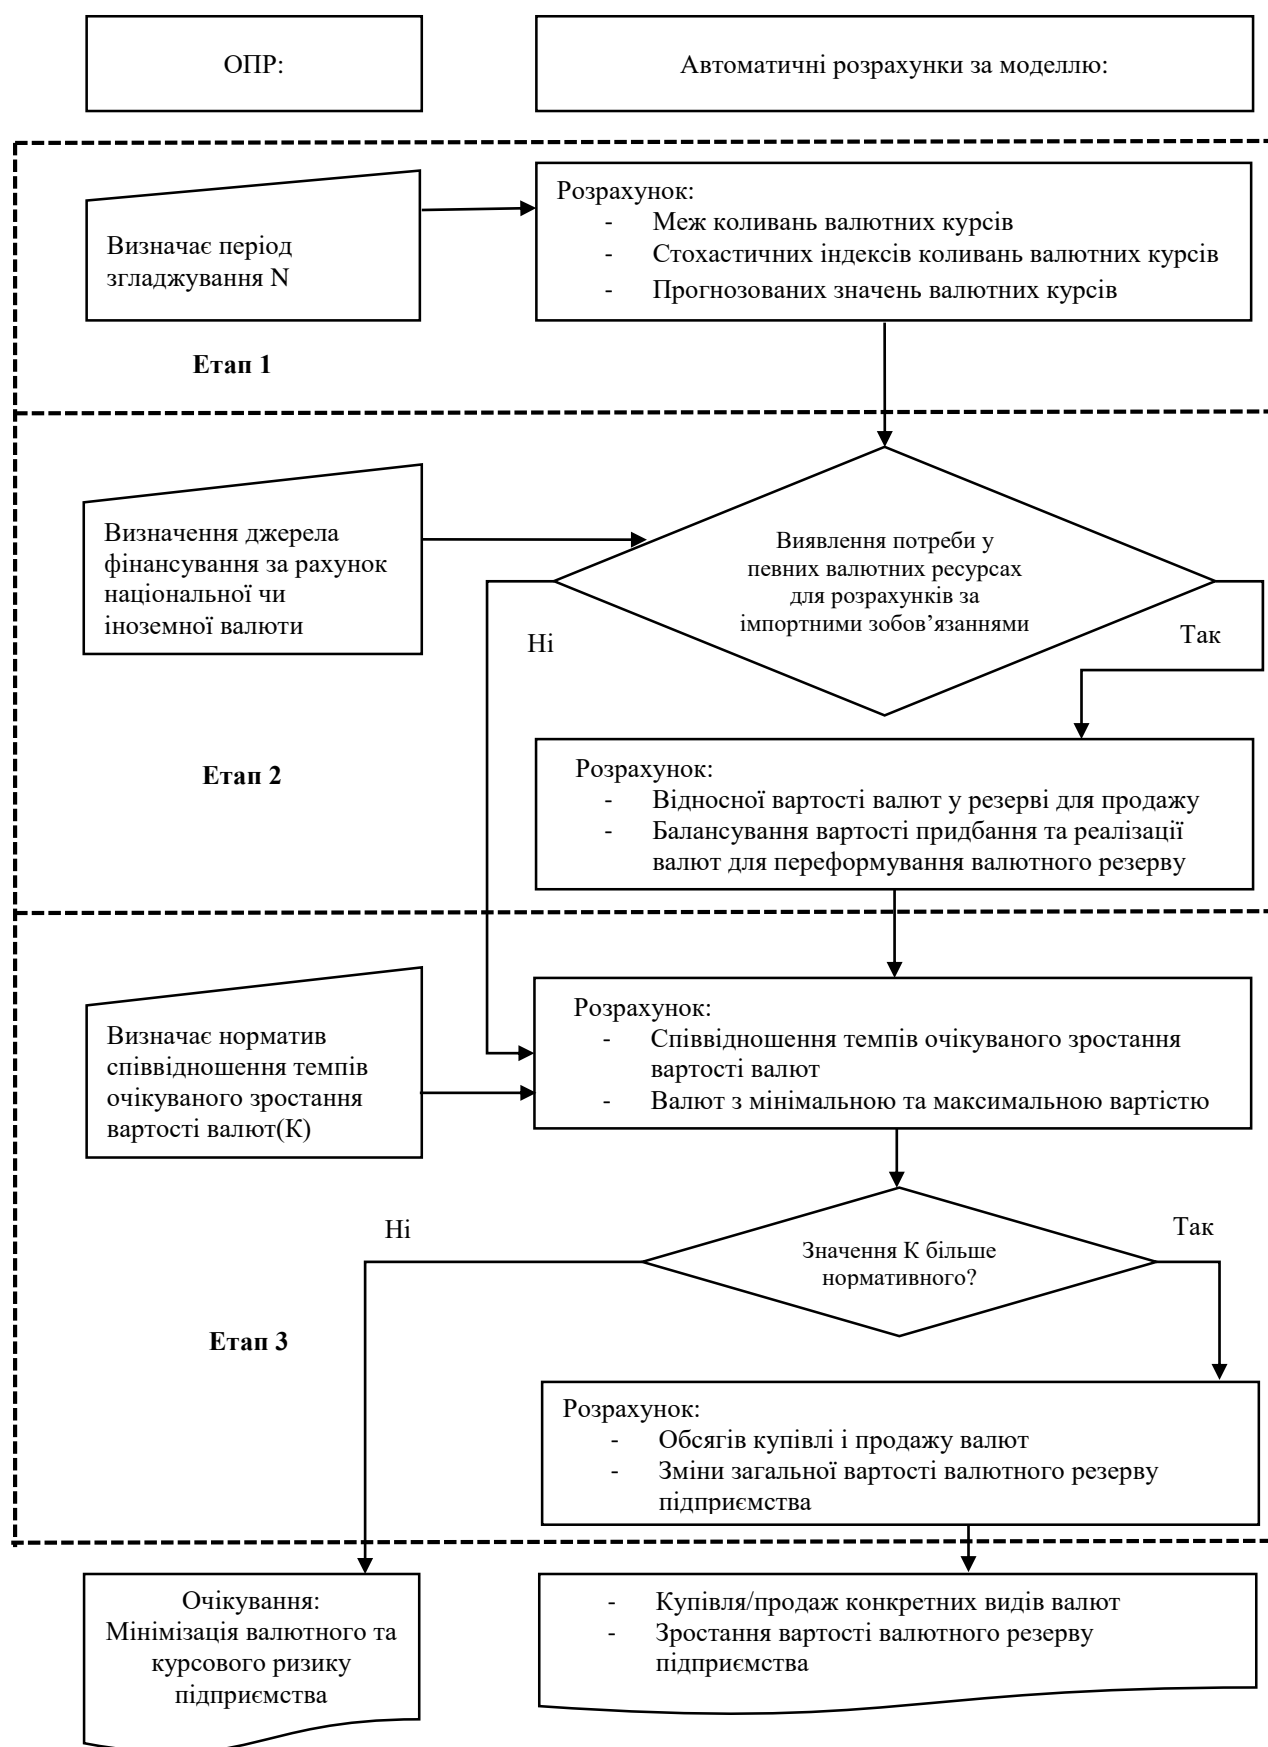 ОПР:
Автоматичні розрахунки за моделлю:
Визначає період
згладжування N
Розрахунок:
- Меж коливань валютних курсів
- Стохастичних індексів коливань валютних курсів
- Прогнозованих значень валютних курсів
Етап 1
Визначення джерела
фінансування за рахунок
національної чи
іноземної валюти
Виявлення потреби у
певних валютних ресурсах
для розрахунків за
імпортними зобов’язаннями
Ні
Так
Етап 2
Розрахунок:
- Відносної вартості валют у резерві для продажу
- Балансування вартості придбання та реалізації
валют для переформування валютного резерву
Визначає норматив
співвідношення темпів
очікуваного зростання
вартості валют(К)
Розрахунок:
- Співвідношення темпів очікуваного зростання
вартості валют
- Валют з мінімальною та максимальною вартістю
Ні
Так
Значення К більше
нормативного?
Етап 3
Розрахунок:
- Обсягів купівлі і продажу валют
- Зміни загальної вартості валютного резерву
підприємства
Очікування:
Мінімізація валютного та
курсового ризику
підприємства
- Купівля/продаж конкретних видів валют
- Зростання вартості валютного резерву
підприємства